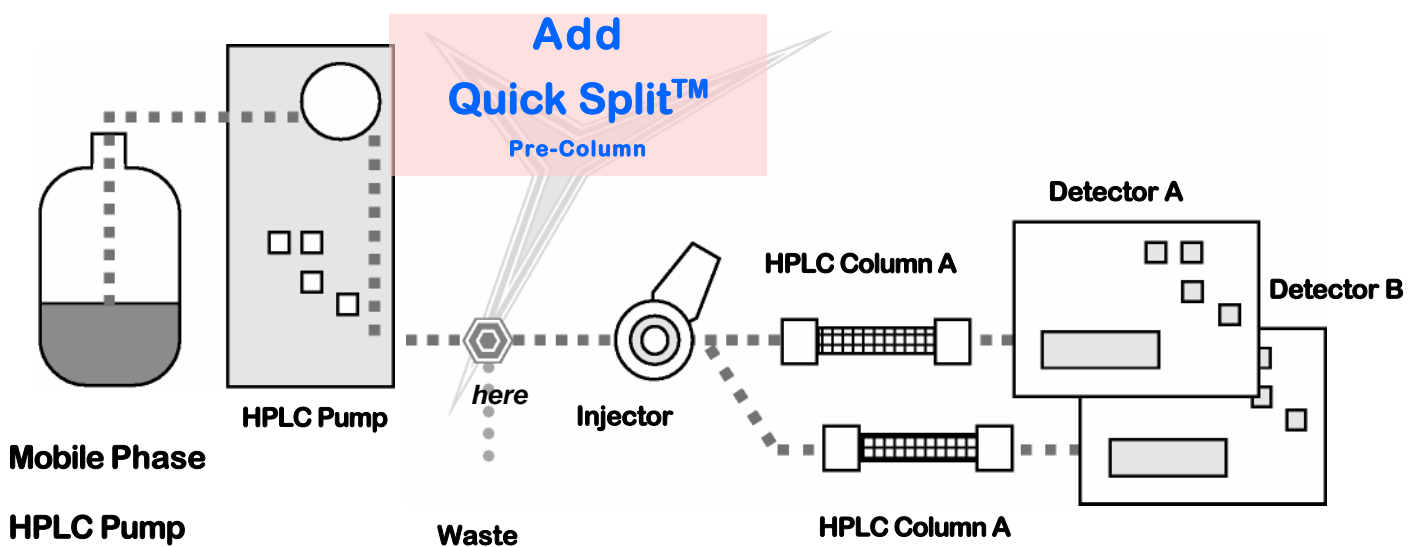 Add
Quick Split™
Pre-Column
Detector A
HPLC Column A
Detector B
here
HPLC Pump
Injector
Mobile Phase
HPLC Pump
Waste
HPLC Column A